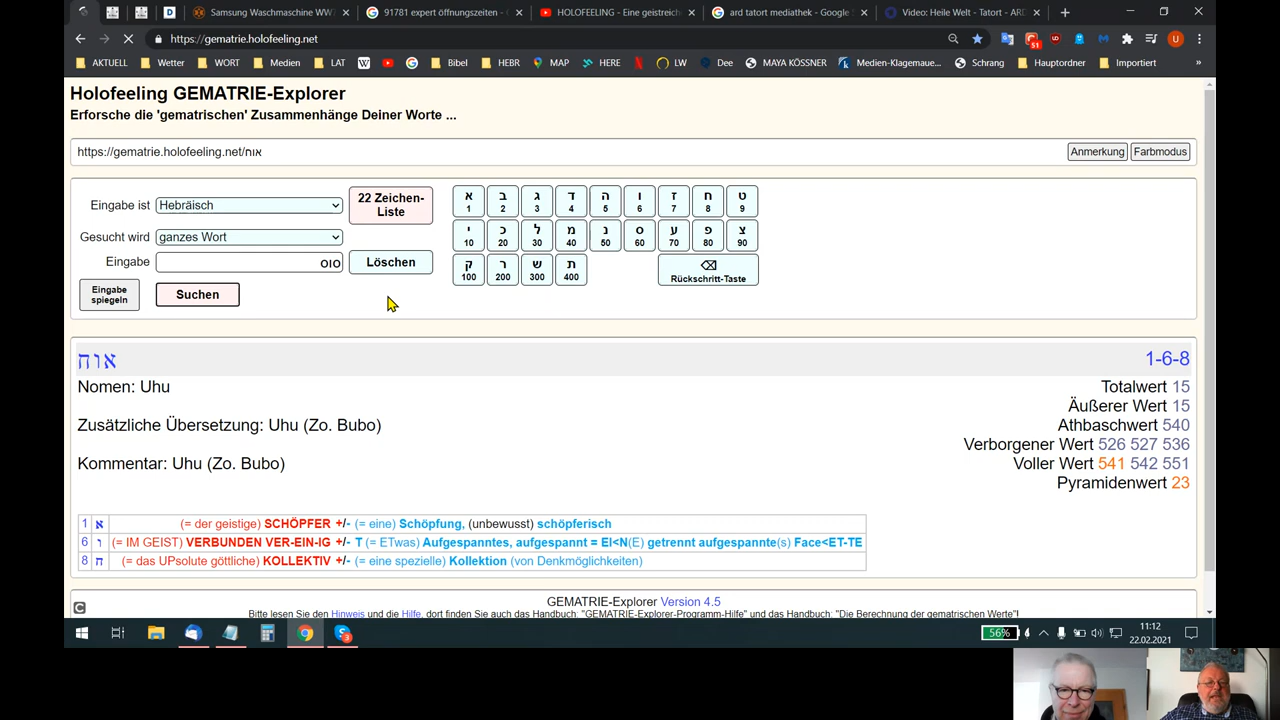 Samsung Waschmaschine WW7
91781 expert öffnungszeiten -
HOLOFEELING - Eine geistreich
ard tatort mediathek - Google S
Video: Heile Welt - Tatort - ARD
https://gematrie.holofeeling.net
51
AKTUELL Wetter WORT Medien LAT Bibel HEBR MAP HERE LW Dee MAYA KÖSSNER Medien-Klagemaue... Schrang Hauptordner Importiert
Holofeeling GEMATRIE-Explorer
Erforsche die 'gematrischen' Zusammenhänge Deiner Worte ...
https://gematrie.holofeeling.net/אוח
Anmerkung Farbmodus
Eingabe ist Hebräisch
22 Zeichen-
Liste
Gesucht wird ganzes Wort
Eingabe סוס
Löschen
Eingabe
spiegeln
Suchen
א ב ג ד ה ו ז ח ט
1 2 3 4 5 6 7 8 9
י כ ל מ נ ס ע פ צ
10 20 30 40 50 60 70 80 90
ק ר ש ת
100 200 300 400
Rückschritt-Taste
אוח 1-6-8
Nomen: Uhu
Totalwert 15
Äußerer Wert 15
Zusätzliche Übersetzung: Uhu (Zo. Bubo)
Athbaschwert 540
Verborgener Wert 526 527 536
Kommentar: Uhu (Zo. Bubo)
Voller Wert 541 542 551
Pyramidenwert 23
1 א (= der geistige) SCHÖPFER +/- (= eine) Schöpfung, (unbewusst) schöpferisch
6 ו (= IM GEIST) VERBUNDEN VER-EIN-IG +/- T (= ETwas) Aufgespanntes, aufgespannt = EI<N(E) getrennt aufgespannte(s) Face<ET-TE
8 ח (= das UPsolute göttliche) KOLLEKTIV +/- (= eine spezielle) Kollektion (von Denkmöglichkeiten)
GEMATRIE-Explorer Version 4.5
Bitte lesen Sie den Hinweis und die Hilfe, dort finden Sie auch das Handbuch: "GEMATRIE-Explorer-Programm-Hilfe" und das Handbuch: "Die Berechnung der gematrischen Werte"!
56%
11:12
22.02.2021